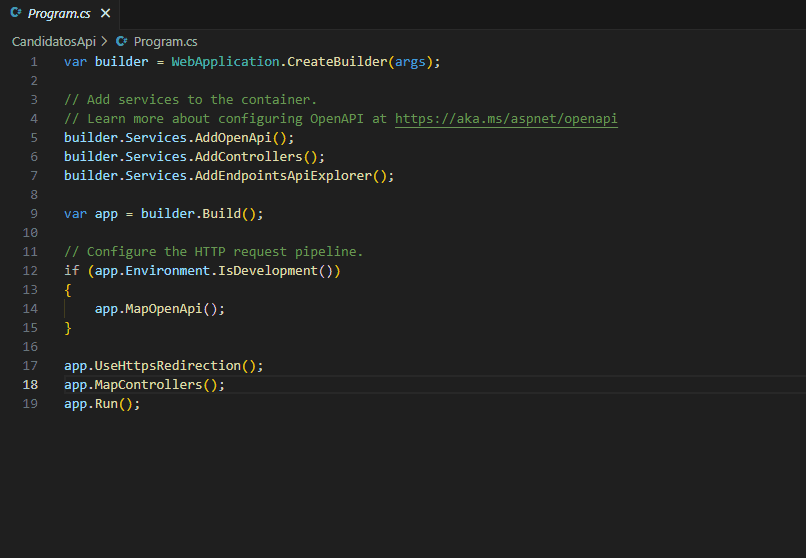 Program.cs
CandidatosApi > Program.cs
1 var builder = WebApplication.CreateBuilder(args);
2
3 // Add services to the container.
4 // Learn more about configuring OpenAPI at https://aka.ms/aspnet/openapi
5 builder.Services.AddOpenApi();
6 builder.Services.AddControllers();
7 builder.Services.AddEndpointsApiExplorer();
8
9 var app = builder.Build();
10
11 // Configure the HTTP request pipeline.
12 if (app.Environment.IsDevelopment())
13 {
14     app.MapOpenApi();
15 }
16
17 app.UseHttpsRedirection();
18 app.MapControllers();
19 app.Run();